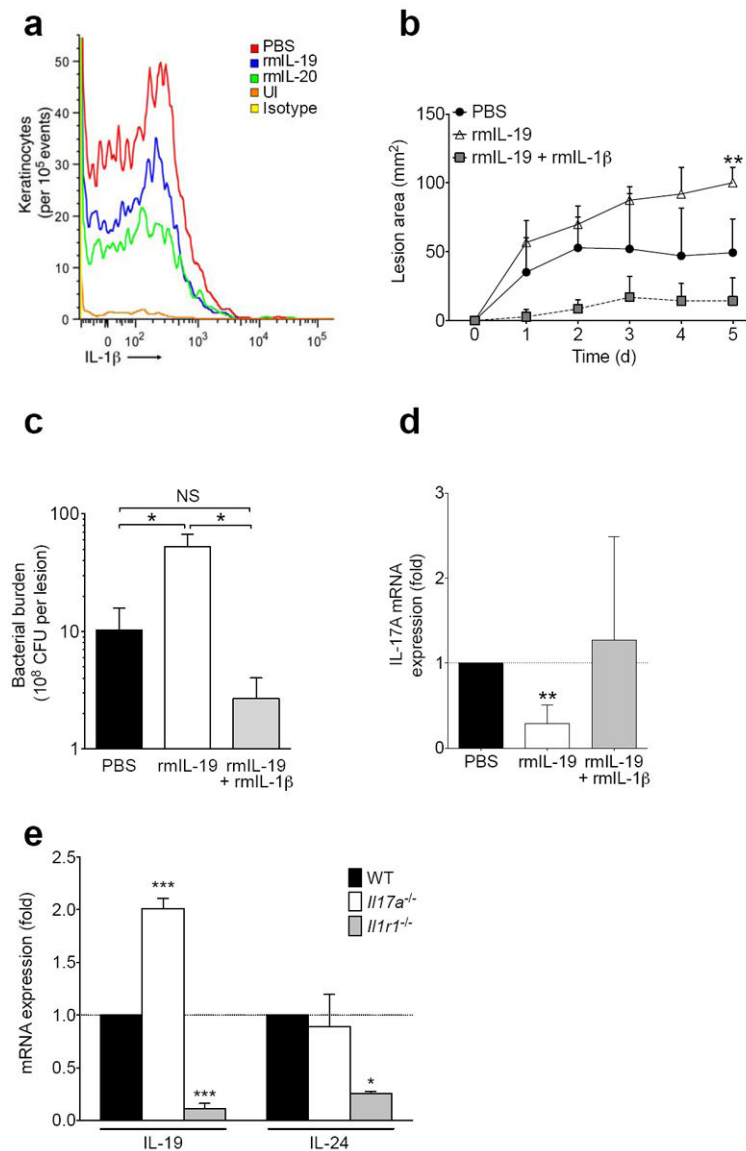 a
PBS
rmIL-19
rmIL-20
UI
Isotype
Keratinocytes
(per 10⁵ events)
50
40
30
20
10
0
0 10² 10³ 10⁴ 10⁵
IL-1β
b
PBS
rmIL-19
rmIL-19 + rmIL-1β
Lesion area (mm²)
150
100
50
0
**
0 1 2 3 4 5
Time (d)
c
Bacterial burden
(10⁸ CFU per lesion)
100
10
1
NS
* *
PBS rmIL-19 rmIL-19
+ rmIL-1β
d
IL-17A mRNA
expression (fold)
3
2
1
0
**
PBS rmIL-19 rmIL-19
+ rmIL-1β
e
mRNA expression (fold)
2.5
2.0
1.5
1.0
0.5
0.0
WT
Il17a⁻/⁻
Il1r1⁻/⁻
***
***
*
IL-19 IL-24